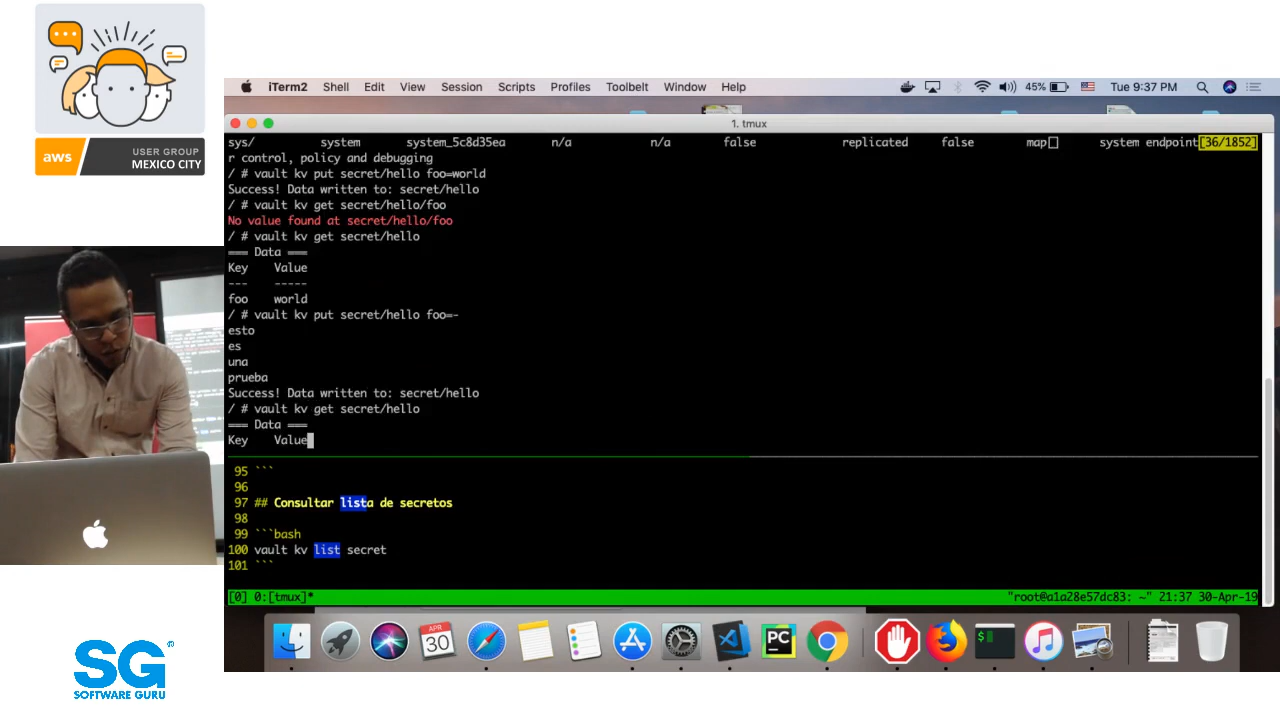 aws
USER GROUP
MEXICO CITY
iTerm2 Shell Edit View Session Scripts Profiles Toolbelt Window Help 45% Tue 9:37 PM
1. tmux
sys/ system system_5c8d35ea n/a n/a false replicated false map[] system endpoint[36/1852]
r control, policy and debugging
/ # vault kv put secret/hello foo=world
Success! Data written to: secret/hello
/ # vault kv get secret/hello/foo
No value found at secret/hello/foo
/ # vault kv get secret/hello
=== Data ===
Key Value
--- -----
foo world
/ # vault kv put secret/hello foo=-
esto
es
una
prueba
Success! Data written to: secret/hello
/ # vault kv get secret/hello
=== Data ===
Key Value
95 ```
96
97 ## Consultar lista de secretos
98
99 ```bash
100 vault kv list secret
101 ```
[0] 0:[tmux]* "root@a1a28e57dc83: ~" 21:37 30-Apr-19
APR
30
PC
$
SG®
SOFTWARE GURU